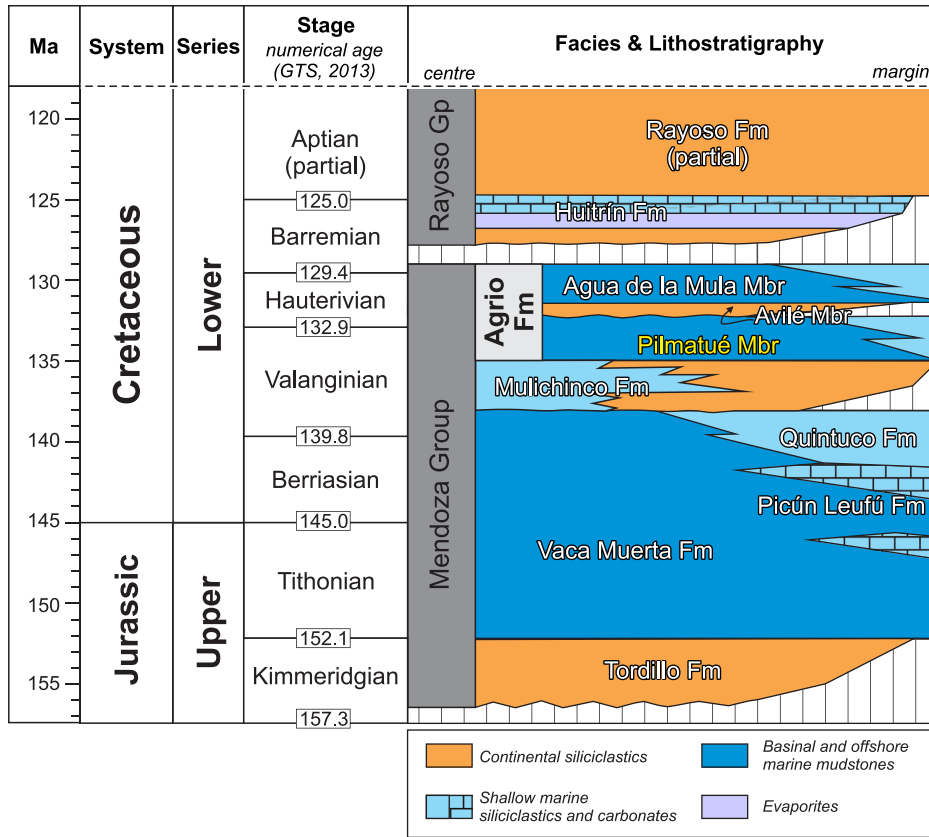 Ma
System
Series
Stage
numerical age
(GTS, 2013)
Facies & Lithostratigraphy
centre
margin
120
125
130
135
140
145
150
155
Cretaceous
Jurassic
Lower
Upper
Aptian
(partial)
125.0
Barremian
129.4
Hauterivian
132.9
Valanginian
139.8
Berriasian
145.0
Tithonian
152.1
Kimmeridgian
157.3
Rayoso Gp
Mendoza Group
Rayoso Fm
(partial)
Huitrín Fm
Agrio
Fm
Agua de la Mula Mbr
Avilé Mbr
Pilmatué Mbr
Mulichinco Fm
Quintuco Fm
Picún Leufú Fm
Vaca Muerta Fm
Tordillo Fm
Continental siliciclastics
Basinal and offshore
marine mudstones
Shallow marine
siliciclastics and carbonates
Evaporites